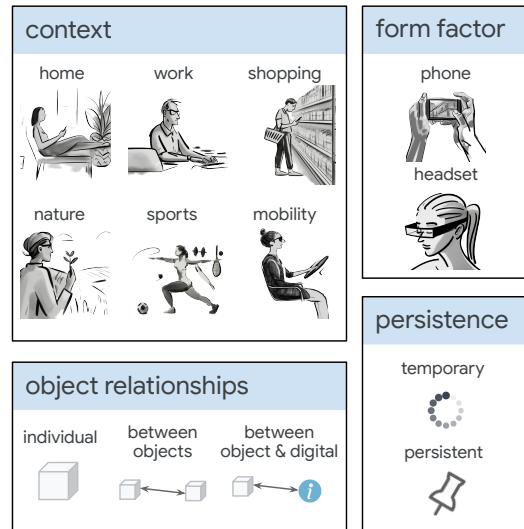 context
home
work
shopping
nature
sports
mobility
form factor
phone
headset
object relationships
individual
between
objects
between
object & digital
i
persistence
temporary
persistent